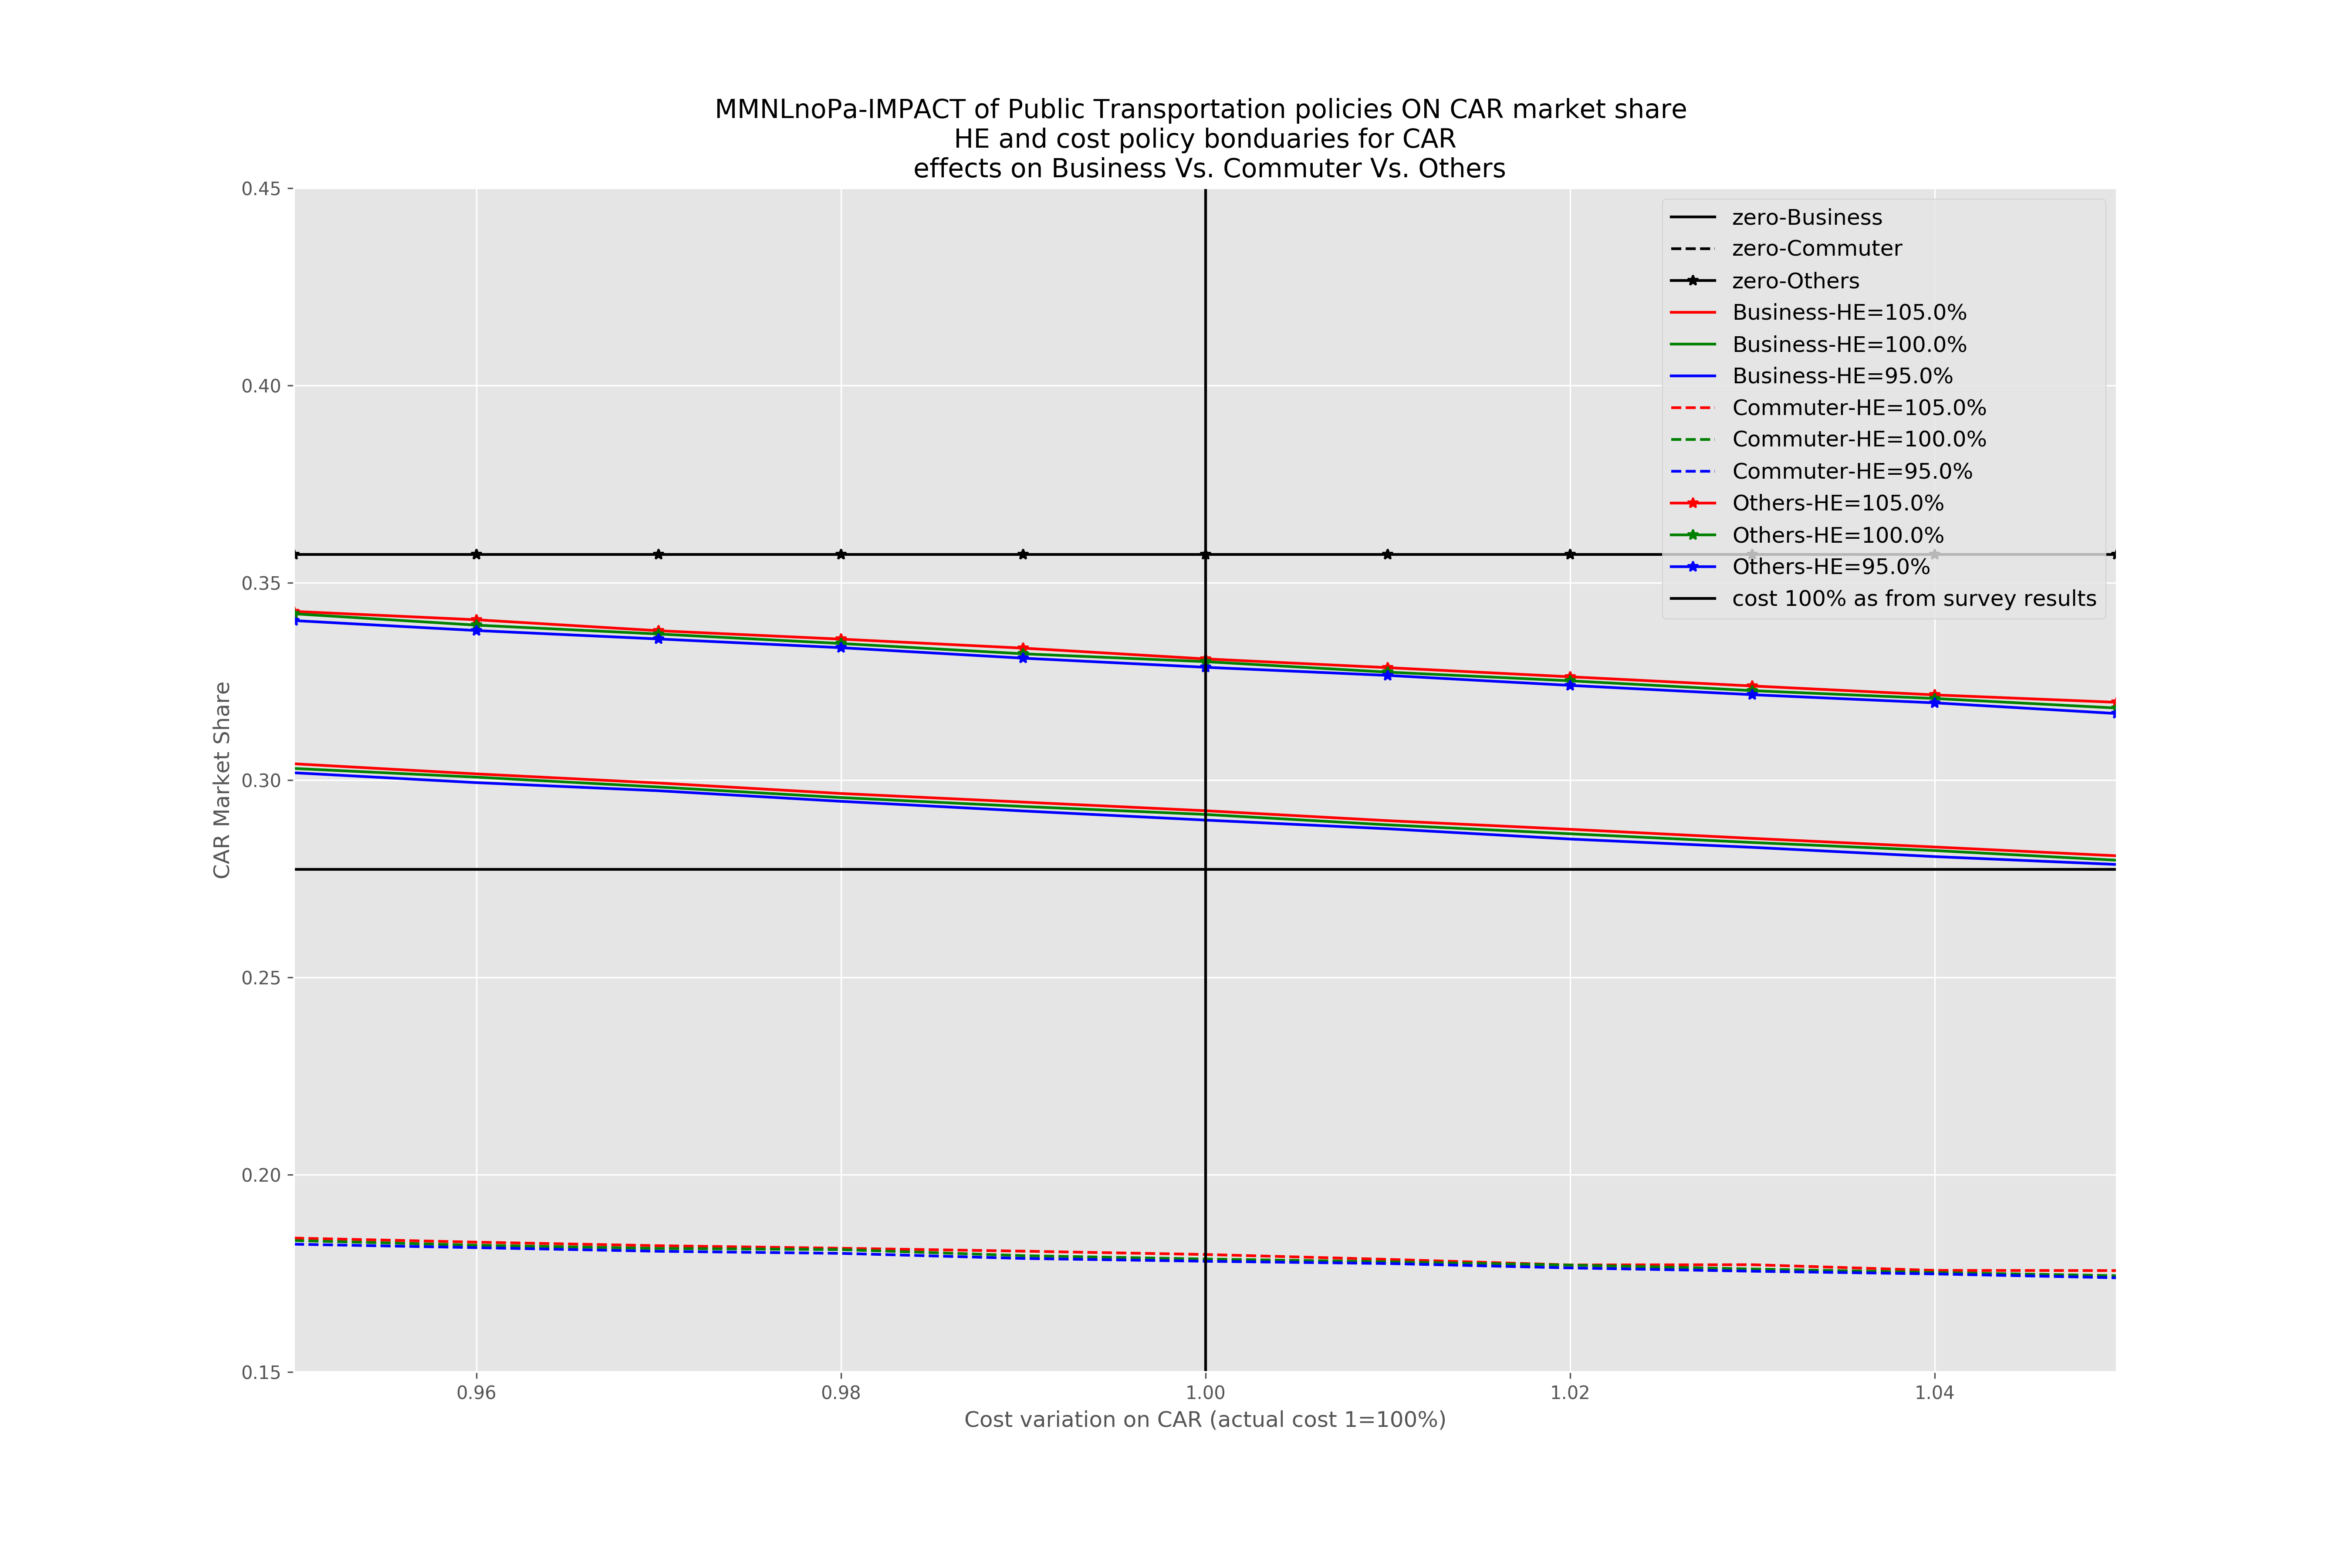 MMNLnoPa-IMPACT of Public Transportation policies ON CAR market share
HE and cost policy bonduaries for CAR
effects on Business Vs. Commuter Vs. Others
0.45
0.40
0.35
0.30
0.25
0.20
0.15
CAR Market Share
zero-Business
zero-Commuter
zero-Others
Business-HE=105.0%
Business-HE=100.0%
Business-HE=95.0%
Commuter-HE=105.0%
Commuter-HE=100.0%
Commuter-HE=95.0%
Others-HE=105.0%
Others-HE=100.0%
Others-HE=95.0%
cost 100% as from survey results
0.96
0.98
1.00
1.02
1.04
Cost variation on CAR (actual cost 1=100%)